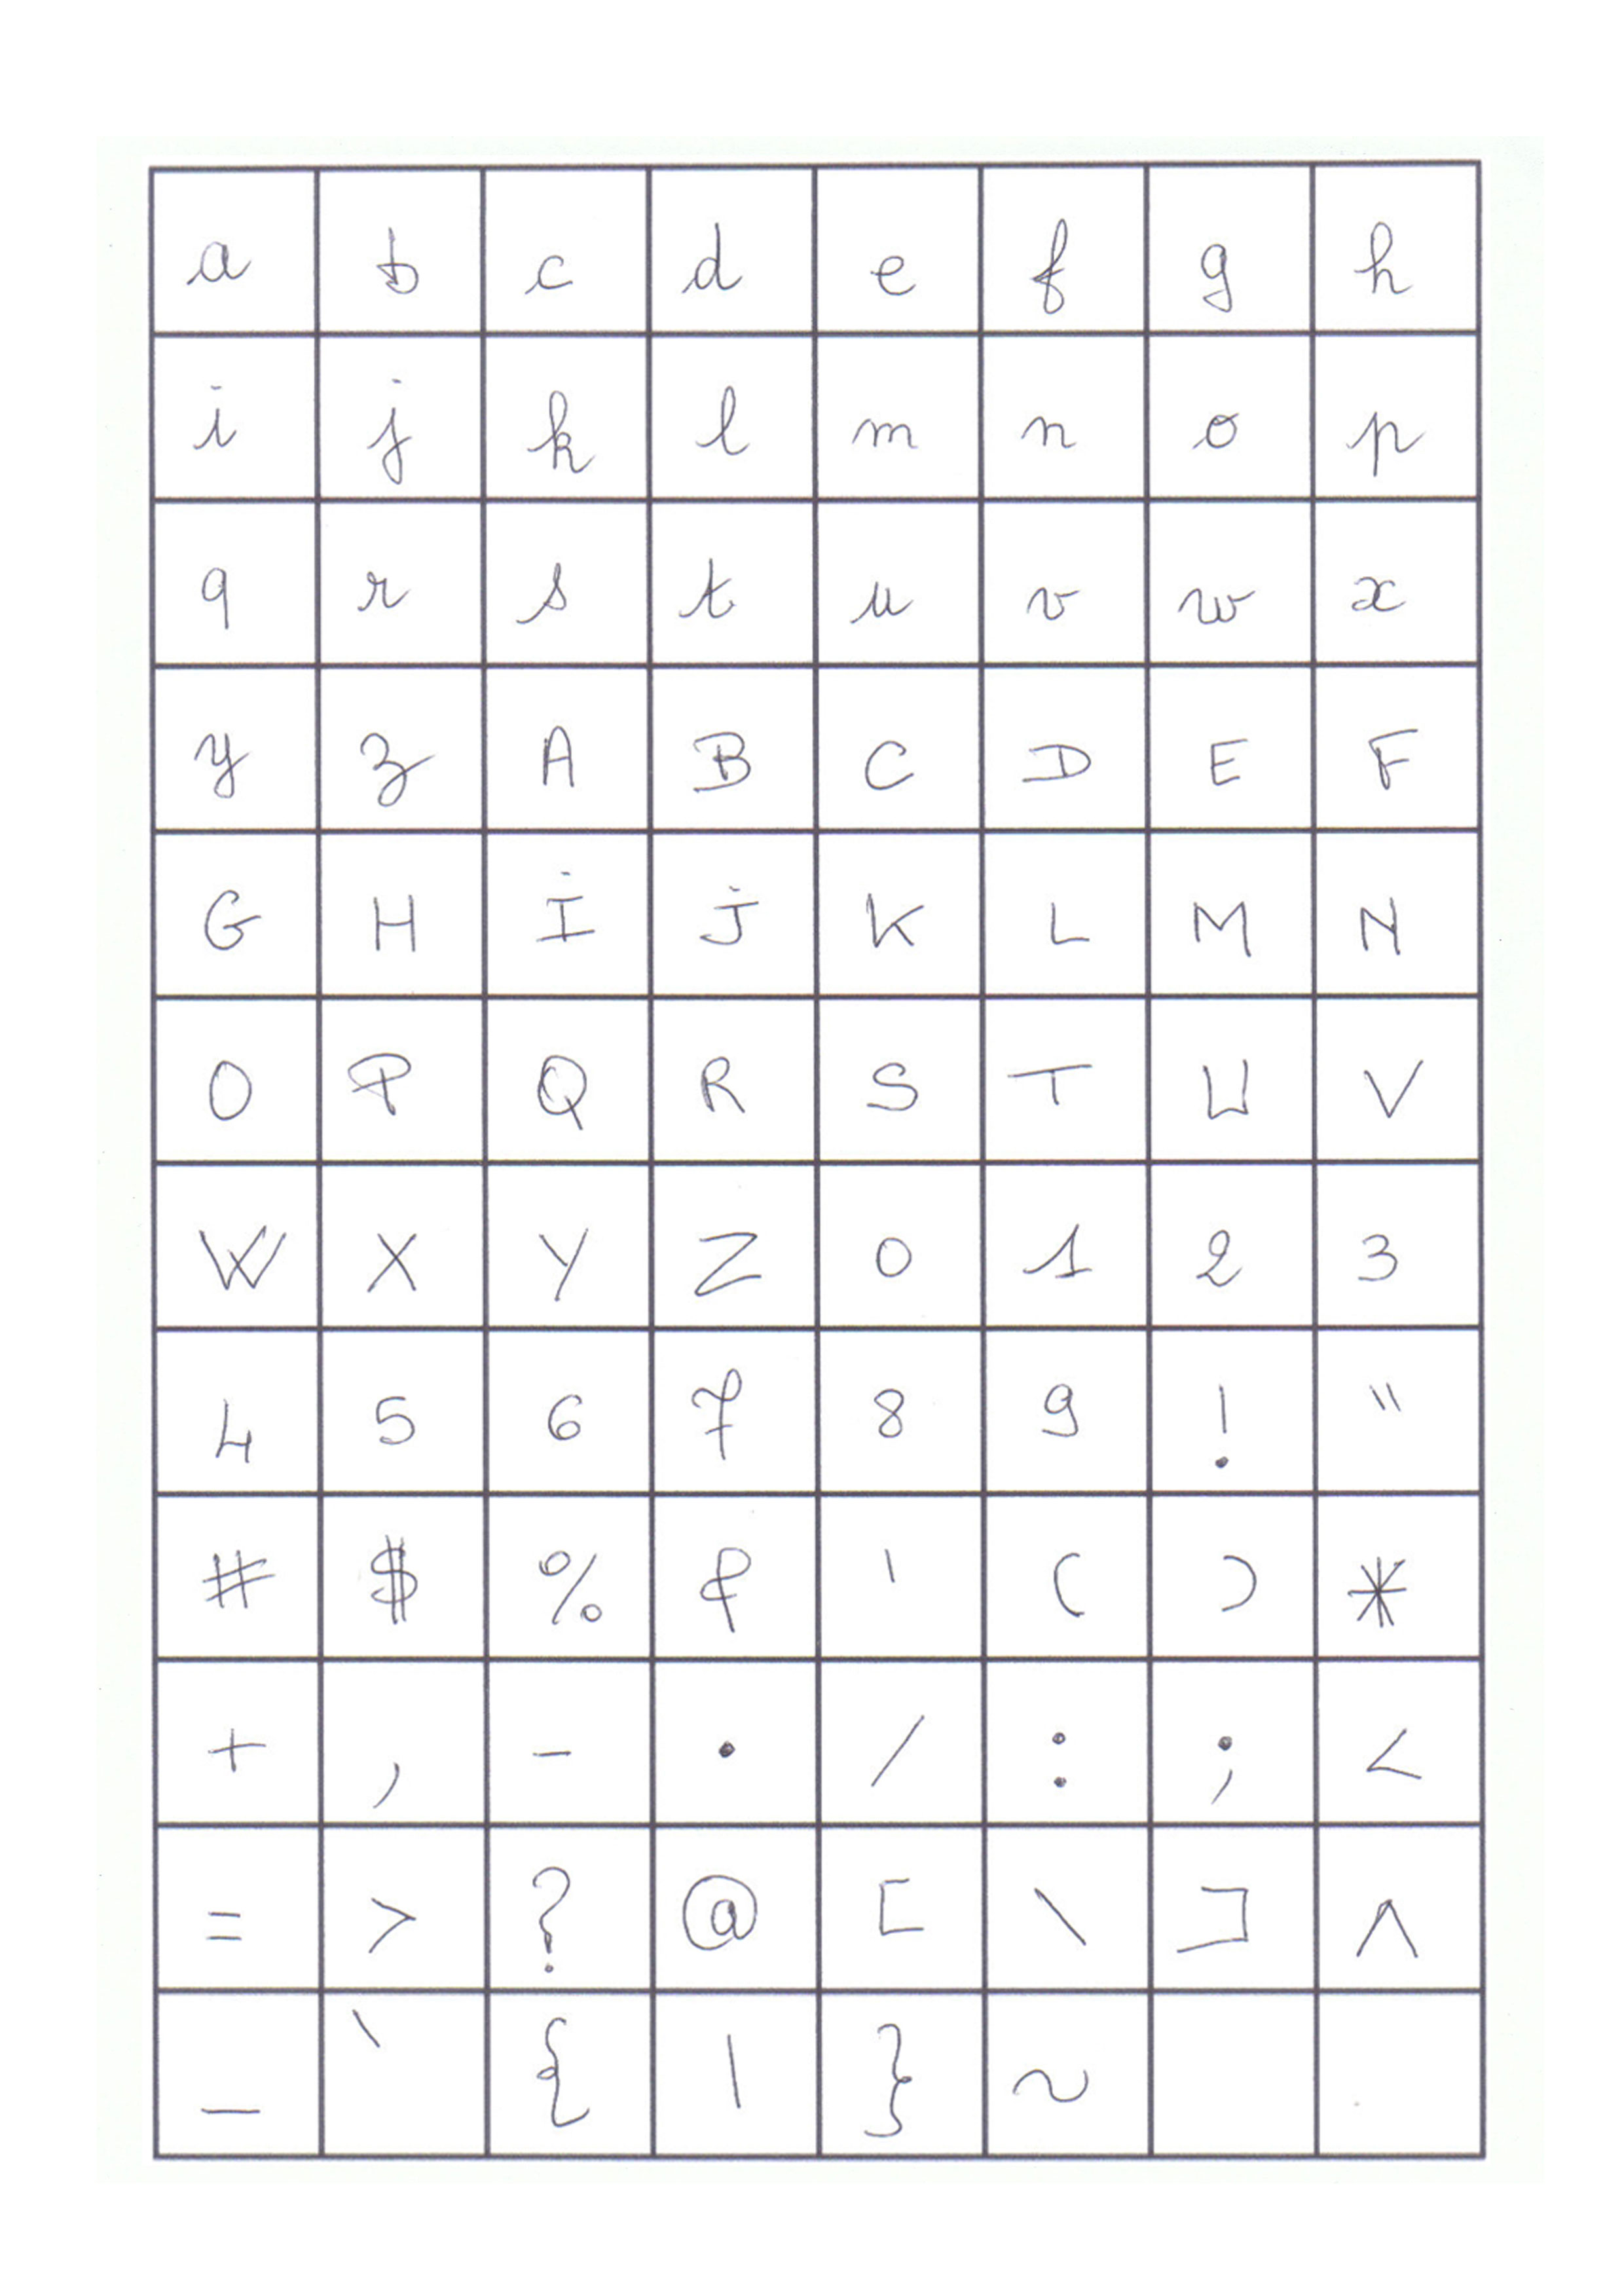 a b c d e f g h
i j k l m n o p
q r s t u v w x
y z A B C D E F
G H I J K L M N
O P Q R S T U V
W X Y Z 0 1 2 3
4 5 6 7 8 9 ! "
# $ % & ' ( ) *
+ , - . / : ; <
= > ? @ [ \ ] ^
_ ` { | } ~